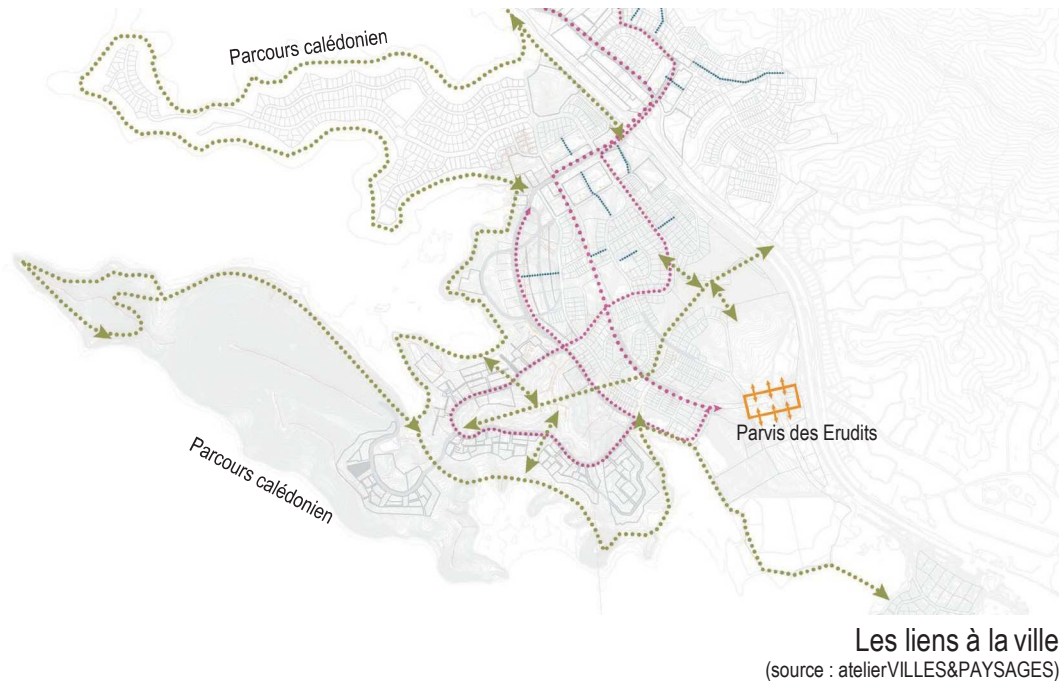 Parcours calédonien
Parvis des Erudits
Parcours calédonien
Les liens à la ville
(source : atelierVILLES&PAYSAGES)